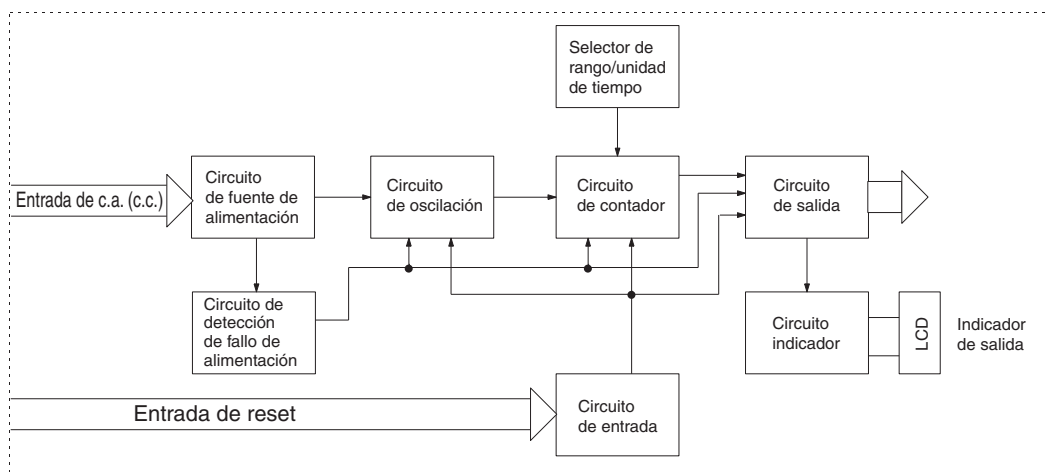 Selector de
rango/unidad
de tiempo
Entrada de c.a. (c.c.)
Circuito
de fuente de
alimentación
Circuito
de oscilación
Circuito
de contador
Circuito
de salida
Circuito de
detección
de fallo de
alimentación
Circuito
indicador
LCD
Indicador
de salida
Entrada de reset
Circuito
de entrada